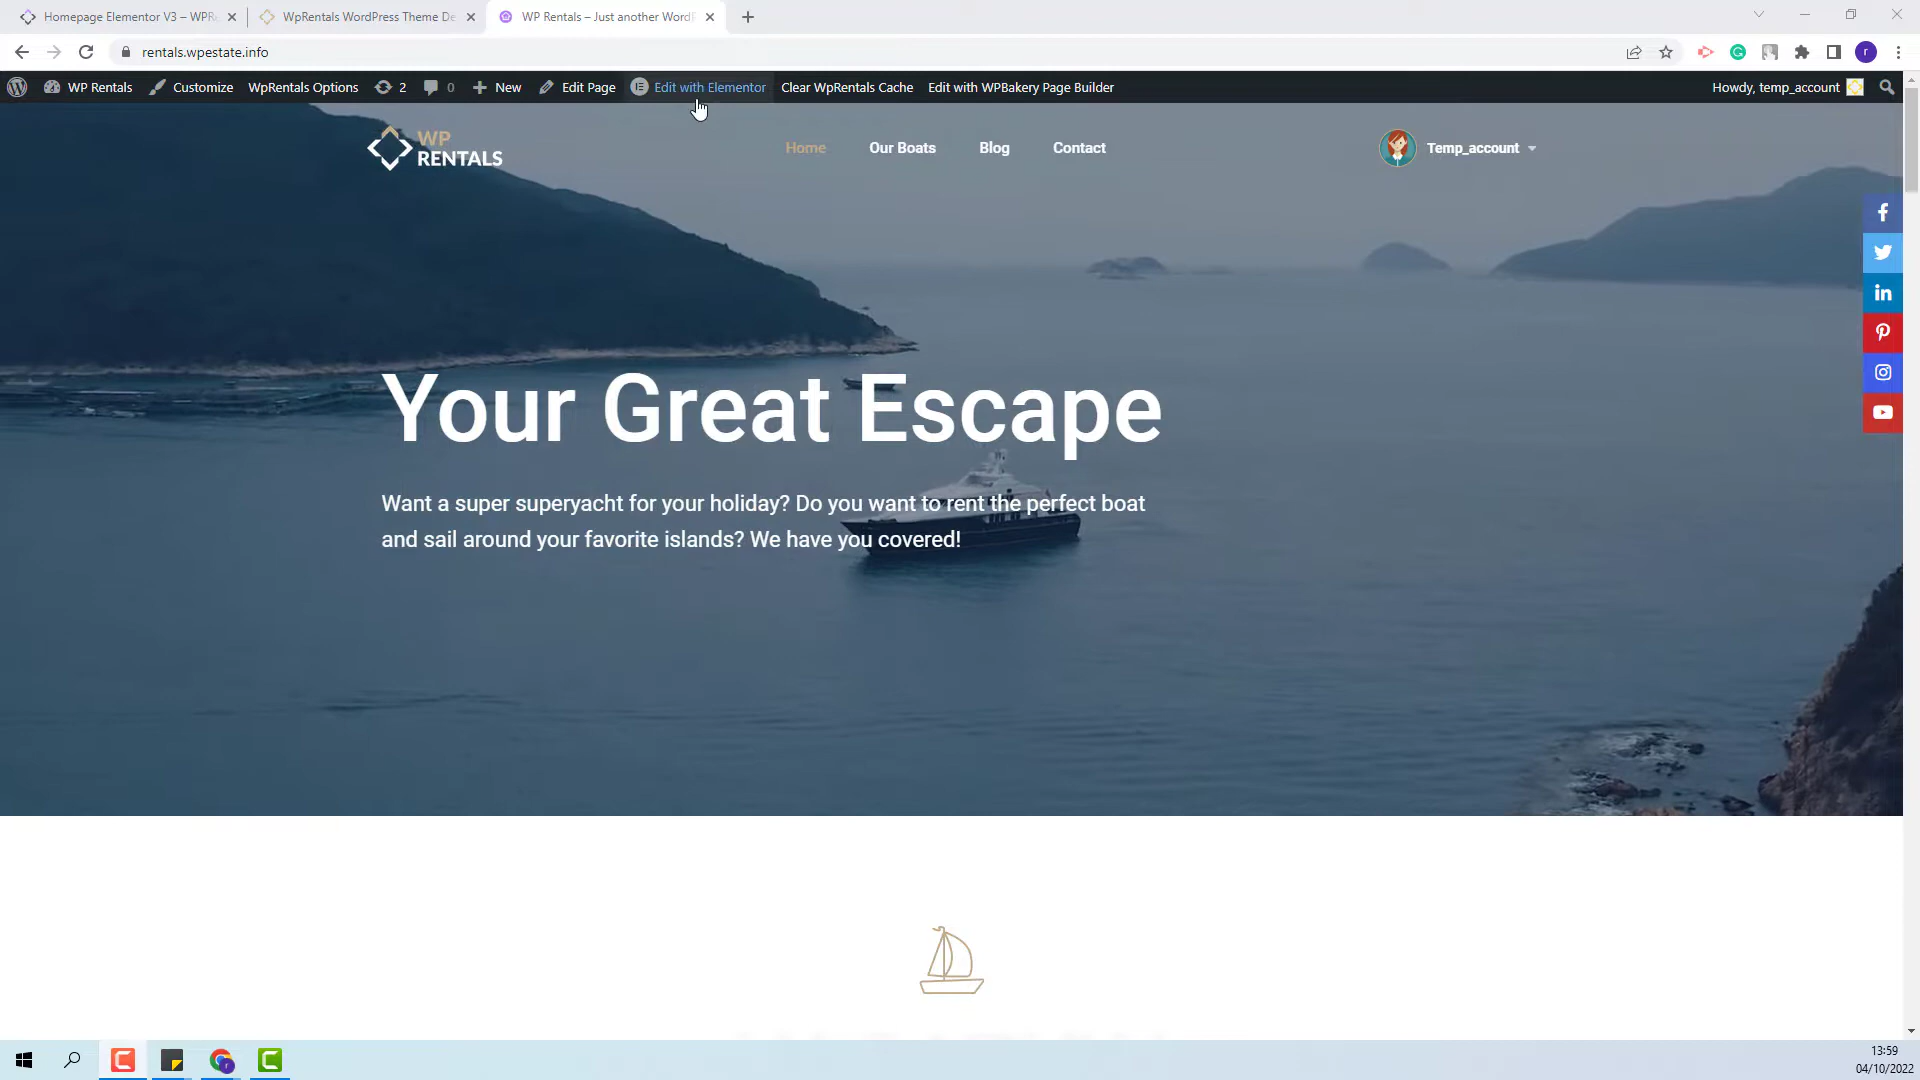 Homepage Elementor V3 – WPR
WpRentals WordPress Theme De
WP Rentals – Just another Word
rentals.wpestate.info
WP Rentals
Customize
WpRentals Options
2
0
New
Edit Page
Edit with Elementor
Clear WpRentals Cache
Edit with WPBakery Page Builder
Howdy, temp_account
WP
RENTALS
Home
Our Boats
Blog
Contact
Temp_account
Your Great Escape
Want a super superyacht for your holiday? Do you want to rent the perfect boat
and sail around your favorite islands? We have you covered!
13:59
04/10/2022